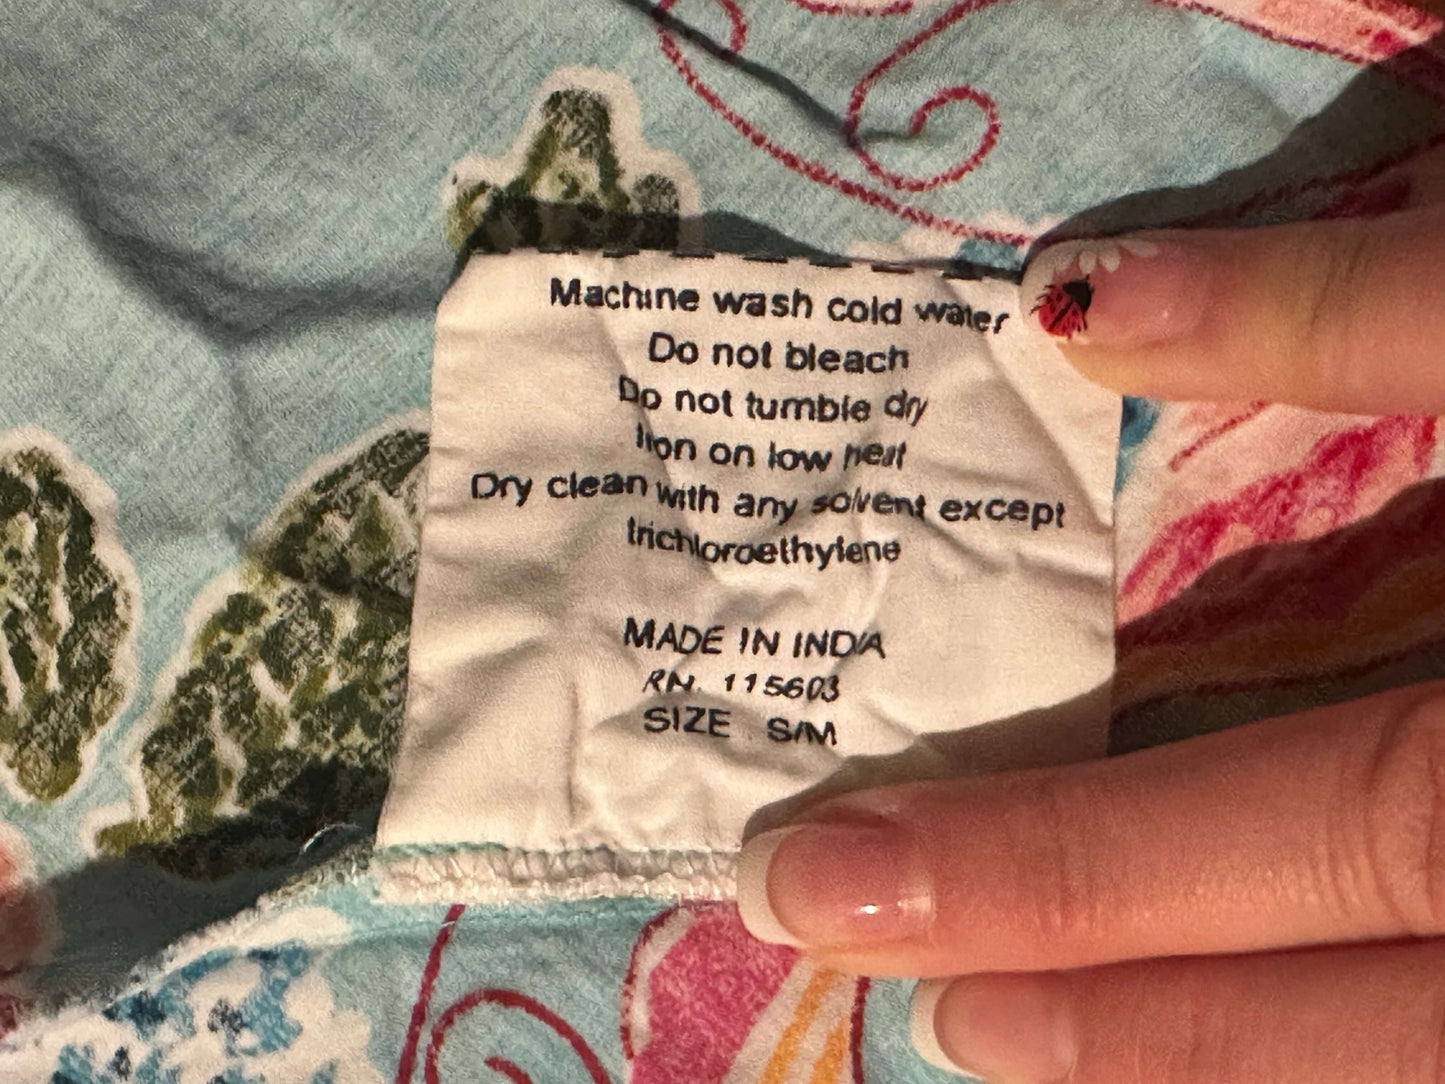 Machine wash cold water
Do not bleach
Do not tumble dry
Iron on low heat
Dry clean with any solvent except
trichloroethylene
MADE IN INDIA
RN. 115603
SIZE S/M